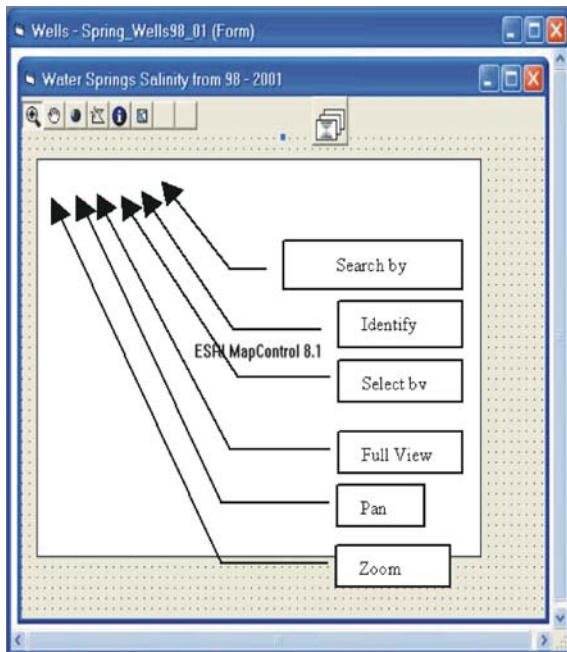 Wells - Spring_Wells98_01 (Form)
Water Springs Salinity from 98 - 2001
Search by
Identify
ESRI MapControl 8.1
Select by
Full View
Pan
Zoom